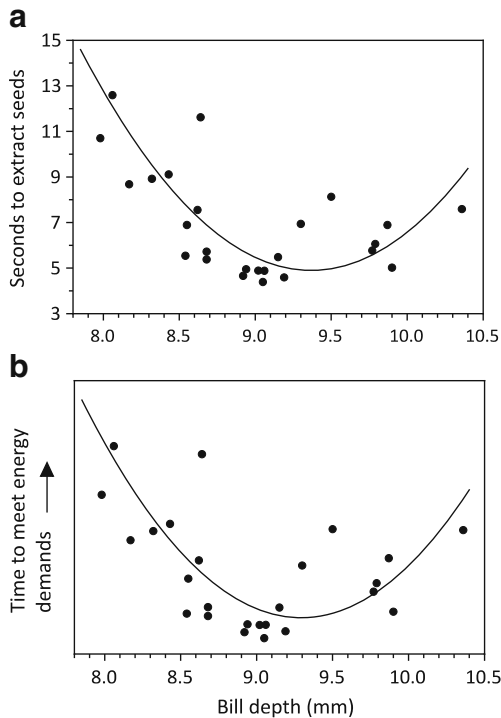 a
Seconds to extract seeds
15
13
11
9
7
5
3
8.0 8.5 9.0 9.5 10.0 10.5
b
Time to meet energy
demands
8.0 8.5 9.0 9.5 10.0 10.5
Bill depth (mm)